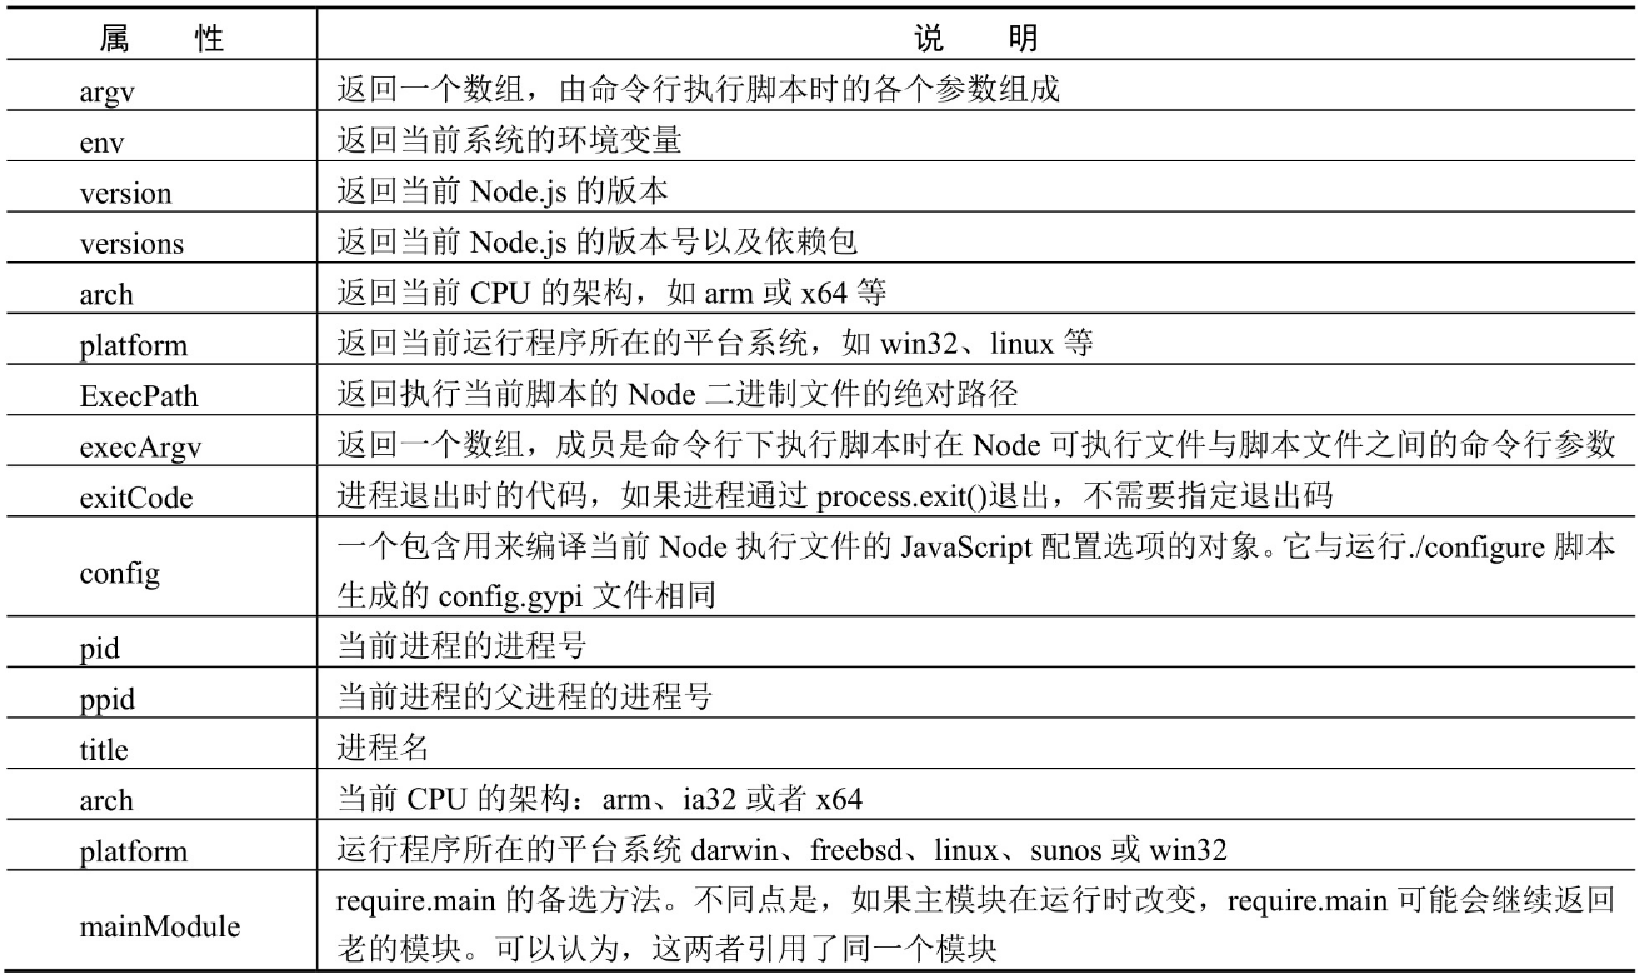 属 性 说 明
argv 返回一个数组，由命令行执行脚本时的各个参数组成
env 返回当前系统的环境变量
version 返回当前 Node.js 的版本
versions 返回当前 Node.js 的版本号以及依赖包
arch 返回当前 CPU 的架构，如 arm 或 x64 等
platform 返回当前运行程序所在的平台系统，如 win32、linux 等
ExecPath 返回执行当前脚本的 Node 二进制文件的绝对路径
execArgv 返回一个数组，成员是命令行下执行脚本时在 Node 可执行文件与脚本文件之间的命令行参数
exitCode 进程退出时的代码，如果进程通过 process.exit()退出，不需要指定退出码
config 一个包含用来编译当前 Node 执行文件的 JavaScript 配置选项的对象。它与运行./configure 脚本
生成的 config.gypi 文件相同
pid 当前进程的进程号
ppid 当前进程的父进程的进程号
title 进程名
arch 当前 CPU 的架构：arm、ia32 或者 x64
platform 运行程序所在的平台系统 darwin、freebsd、linux、sunos 或 win32
mainModule require.main 的备选方法。不同点是，如果主模块在运行时改变，require.main 可能会继续返回
老的模块。可以认为，这两者引用了同一个模块